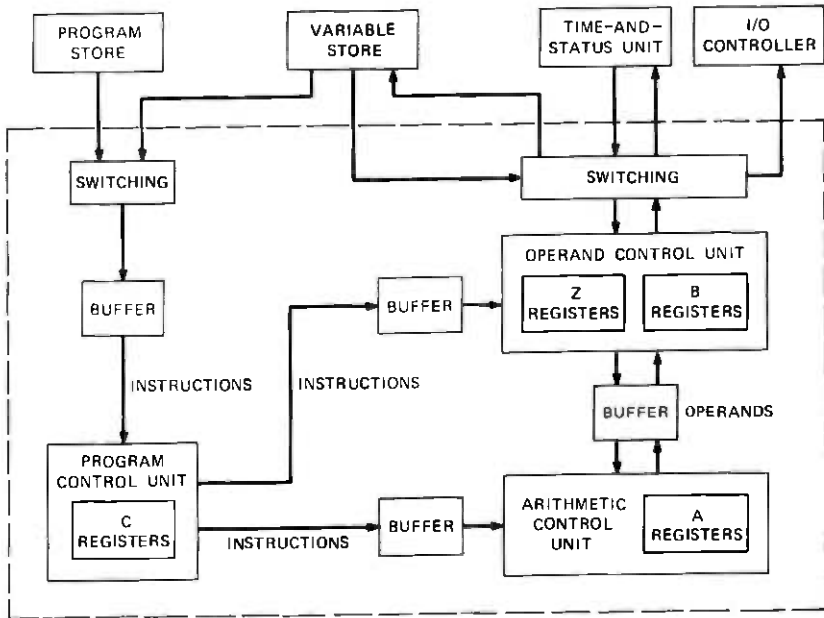 PROGRAM
STORE
VARIABLE
STORE
TIME-AND-
STATUS UNIT
I/O
CONTROLLER
SWITCHING
SWITCHING
OPERAND CONTROL UNIT
Z
REGISTERS
B
REGISTERS
BUFFER
BUFFER
INSTRUCTIONS
INSTRUCTIONS
BUFFER
OPERANDS
PROGRAM
CONTROL UNIT
C
REGISTERS
INSTRUCTIONS
BUFFER
ARITHMETIC
CONTROL
UNIT
A
REGISTERS